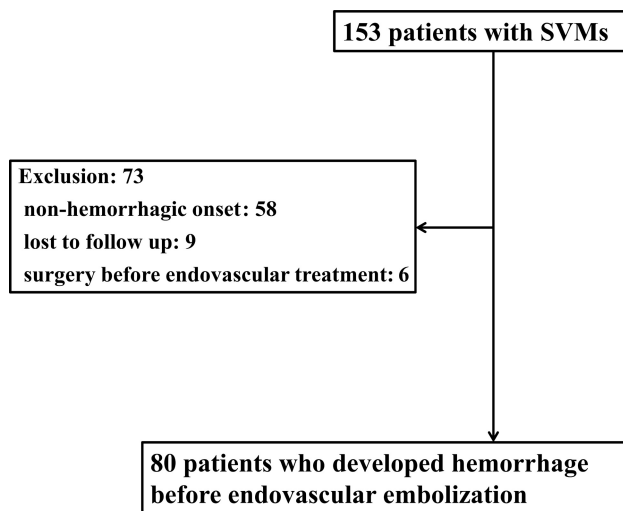 153 patients with SVMs
Exclusion: 73
non-hemorrhagic onset: 58
lost to follow up: 9
surgery before endovascular treatment: 6
80 patients who developed hemorrhage
before endovascular embolization